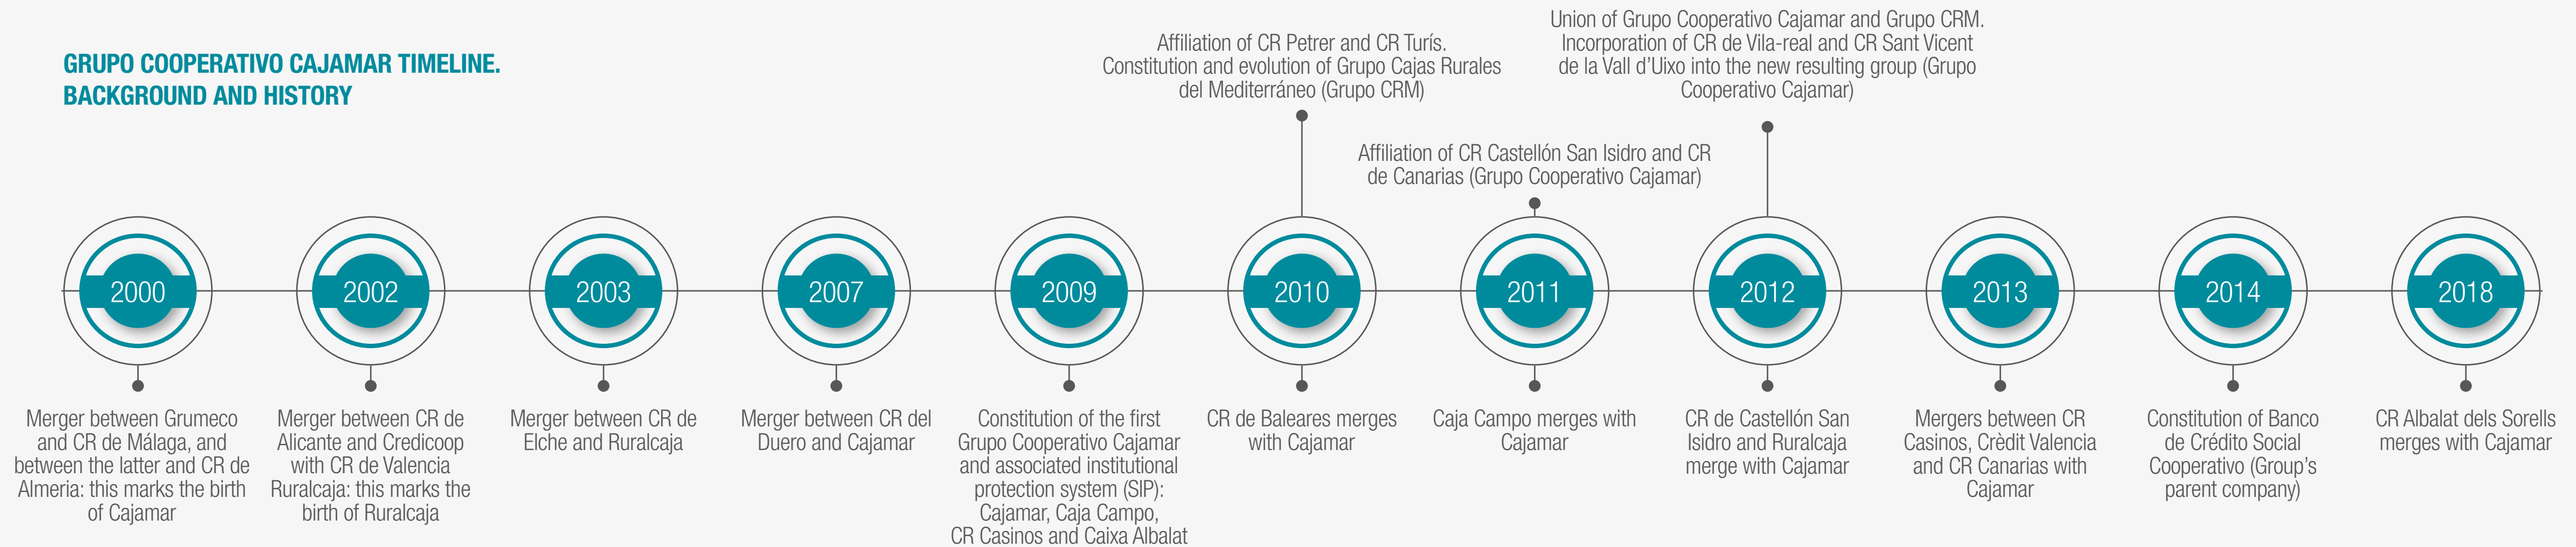 GRUPO COOPERATIVO CAJAMAR TIMELINE.
BACKGROUND AND HISTORY
Affiliation of CR Petrer and CR Turís.
Constitution and evolution of Grupo Cajas Rurales
del Mediterráneo (Grupo CRM)
Union of Grupo Cooperativo Cajamar and Grupo CRM.
Incorporation of CR de Vila-real and CR Sant Vicent
de la Vall d’Uixo into the new resulting group (Grupo
Cooperativo Cajamar)
Affiliation of CR Castellón San Isidro and CR
de Canarias (Grupo Cooperativo Cajamar)
2000
2002
2003
2007
2009
2010
2011
2012
2013
2014
2018
Merger between Grumeco
and CR de Málaga, and
between the latter and CR de
Almeria: this marks the birth
of Cajamar
Merger between CR de
Alicante and Credicoop
with CR de Valencia
Ruralcaja: this marks the
birth of Ruralcaja
Merger between CR de
Elche and Ruralcaja
Merger between CR del
Duero and Cajamar
Constitution of the first
Grupo Cooperativo Cajamar
and associated institutional
protection system (SIP):
Cajamar, Caja Campo,
CR Casinos and Caixa Albalat
CR de Baleares merges
with Cajamar
Caja Campo merges with
Cajamar
CR de Castellón San
Isidro and Ruralcaja
merge with Cajamar
Mergers between CR
Casinos, Crèdit Valencia
and CR Canarias with
Cajamar
Constitution of Banco
de Crédito Social
Cooperativo (Group’s
parent company)
CR Albalat dels Sorells
merges with Cajamar